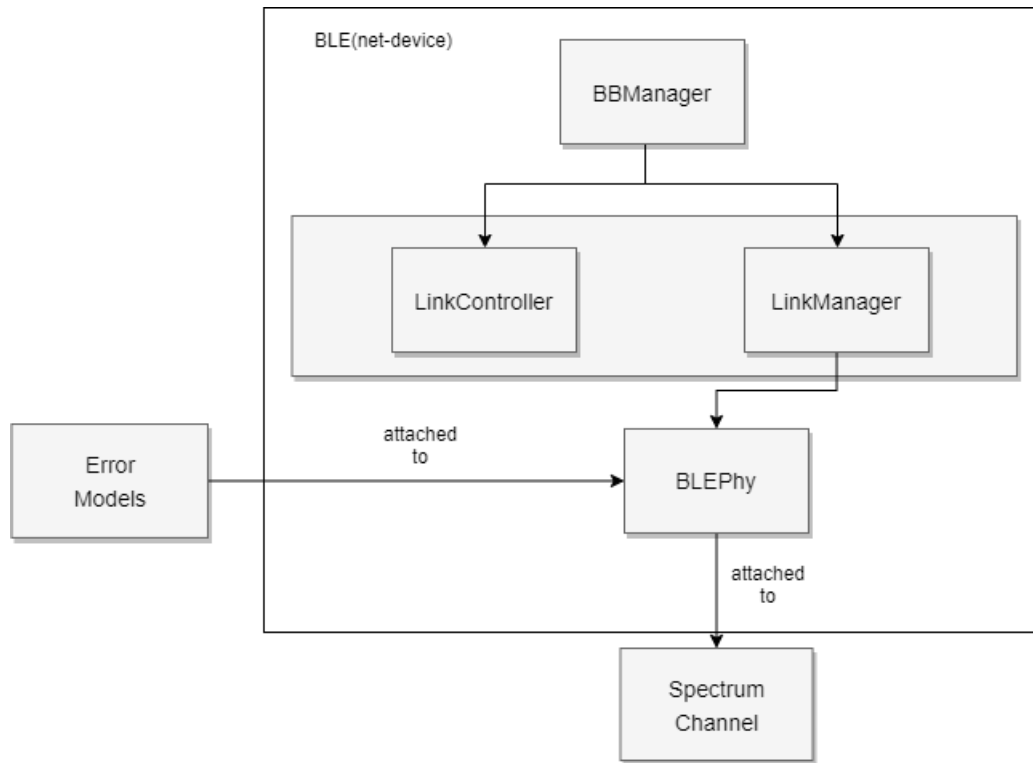 BLE(net-device)
BBManager
LinkController
LinkManager
attached
to
Error
Models
BLEPhy
attached
to
Spectrum
Channel